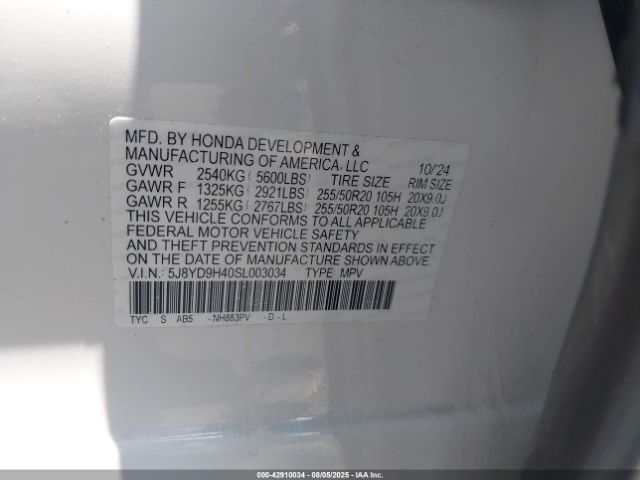 MFD. BY HONDA DEVELOPMENT &
MANUFACTURING OF AMERICA, LLC 10/'24
GVWR 2540KG( 5600LBS) TIRE SIZE RIM SIZE
GAWR F 1325KG( 2921LBS) 255/50R20 105H 20X9.0J
GAWR R 1255KG( 2767LBS) 255/50R20 105H 20X9.0J
THIS VEHICLE CONFORMS TO ALL APPLICABLE
FEDERAL MOTOR VEHICLE SAFETY
AND THEFT PREVENTION STANDARDS IN EFFECT
ON THE DATE OF MANUFACTURE SHOWN ABOVE.
V.I.N.: 5J8YD9H40SL003034 TYPE MPV
TYC S AB5 -NH883PV -D-L
000-42910034 - 08/05/2025 - IAAI.COM